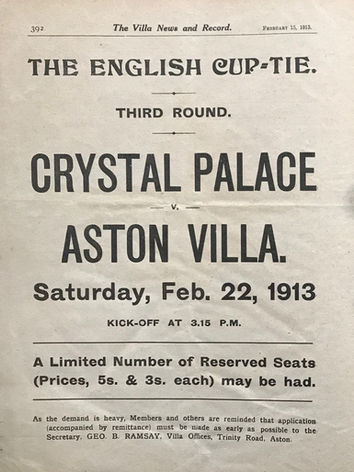 392 The Villa News and Record. FEBRUARY 15, 1913.
THE ENGLISH CUP-TIE.
THIRD ROUND.
CRYSTAL PALACE
v.
ASTON VILLA.
Saturday, Feb. 22, 1913
KICK-OFF AT 3.15 P.M.
A Limited Number of Reserved Seats
(Prices, 5s. & 3s. each) may be had.
As the demand is heavy, Members and others are reminded that application
(accompanied by remittance) must be made as early as possible to the
Secretary, GEO. B. RAMSAY, Villa Offices, Trinity Road, Aston.